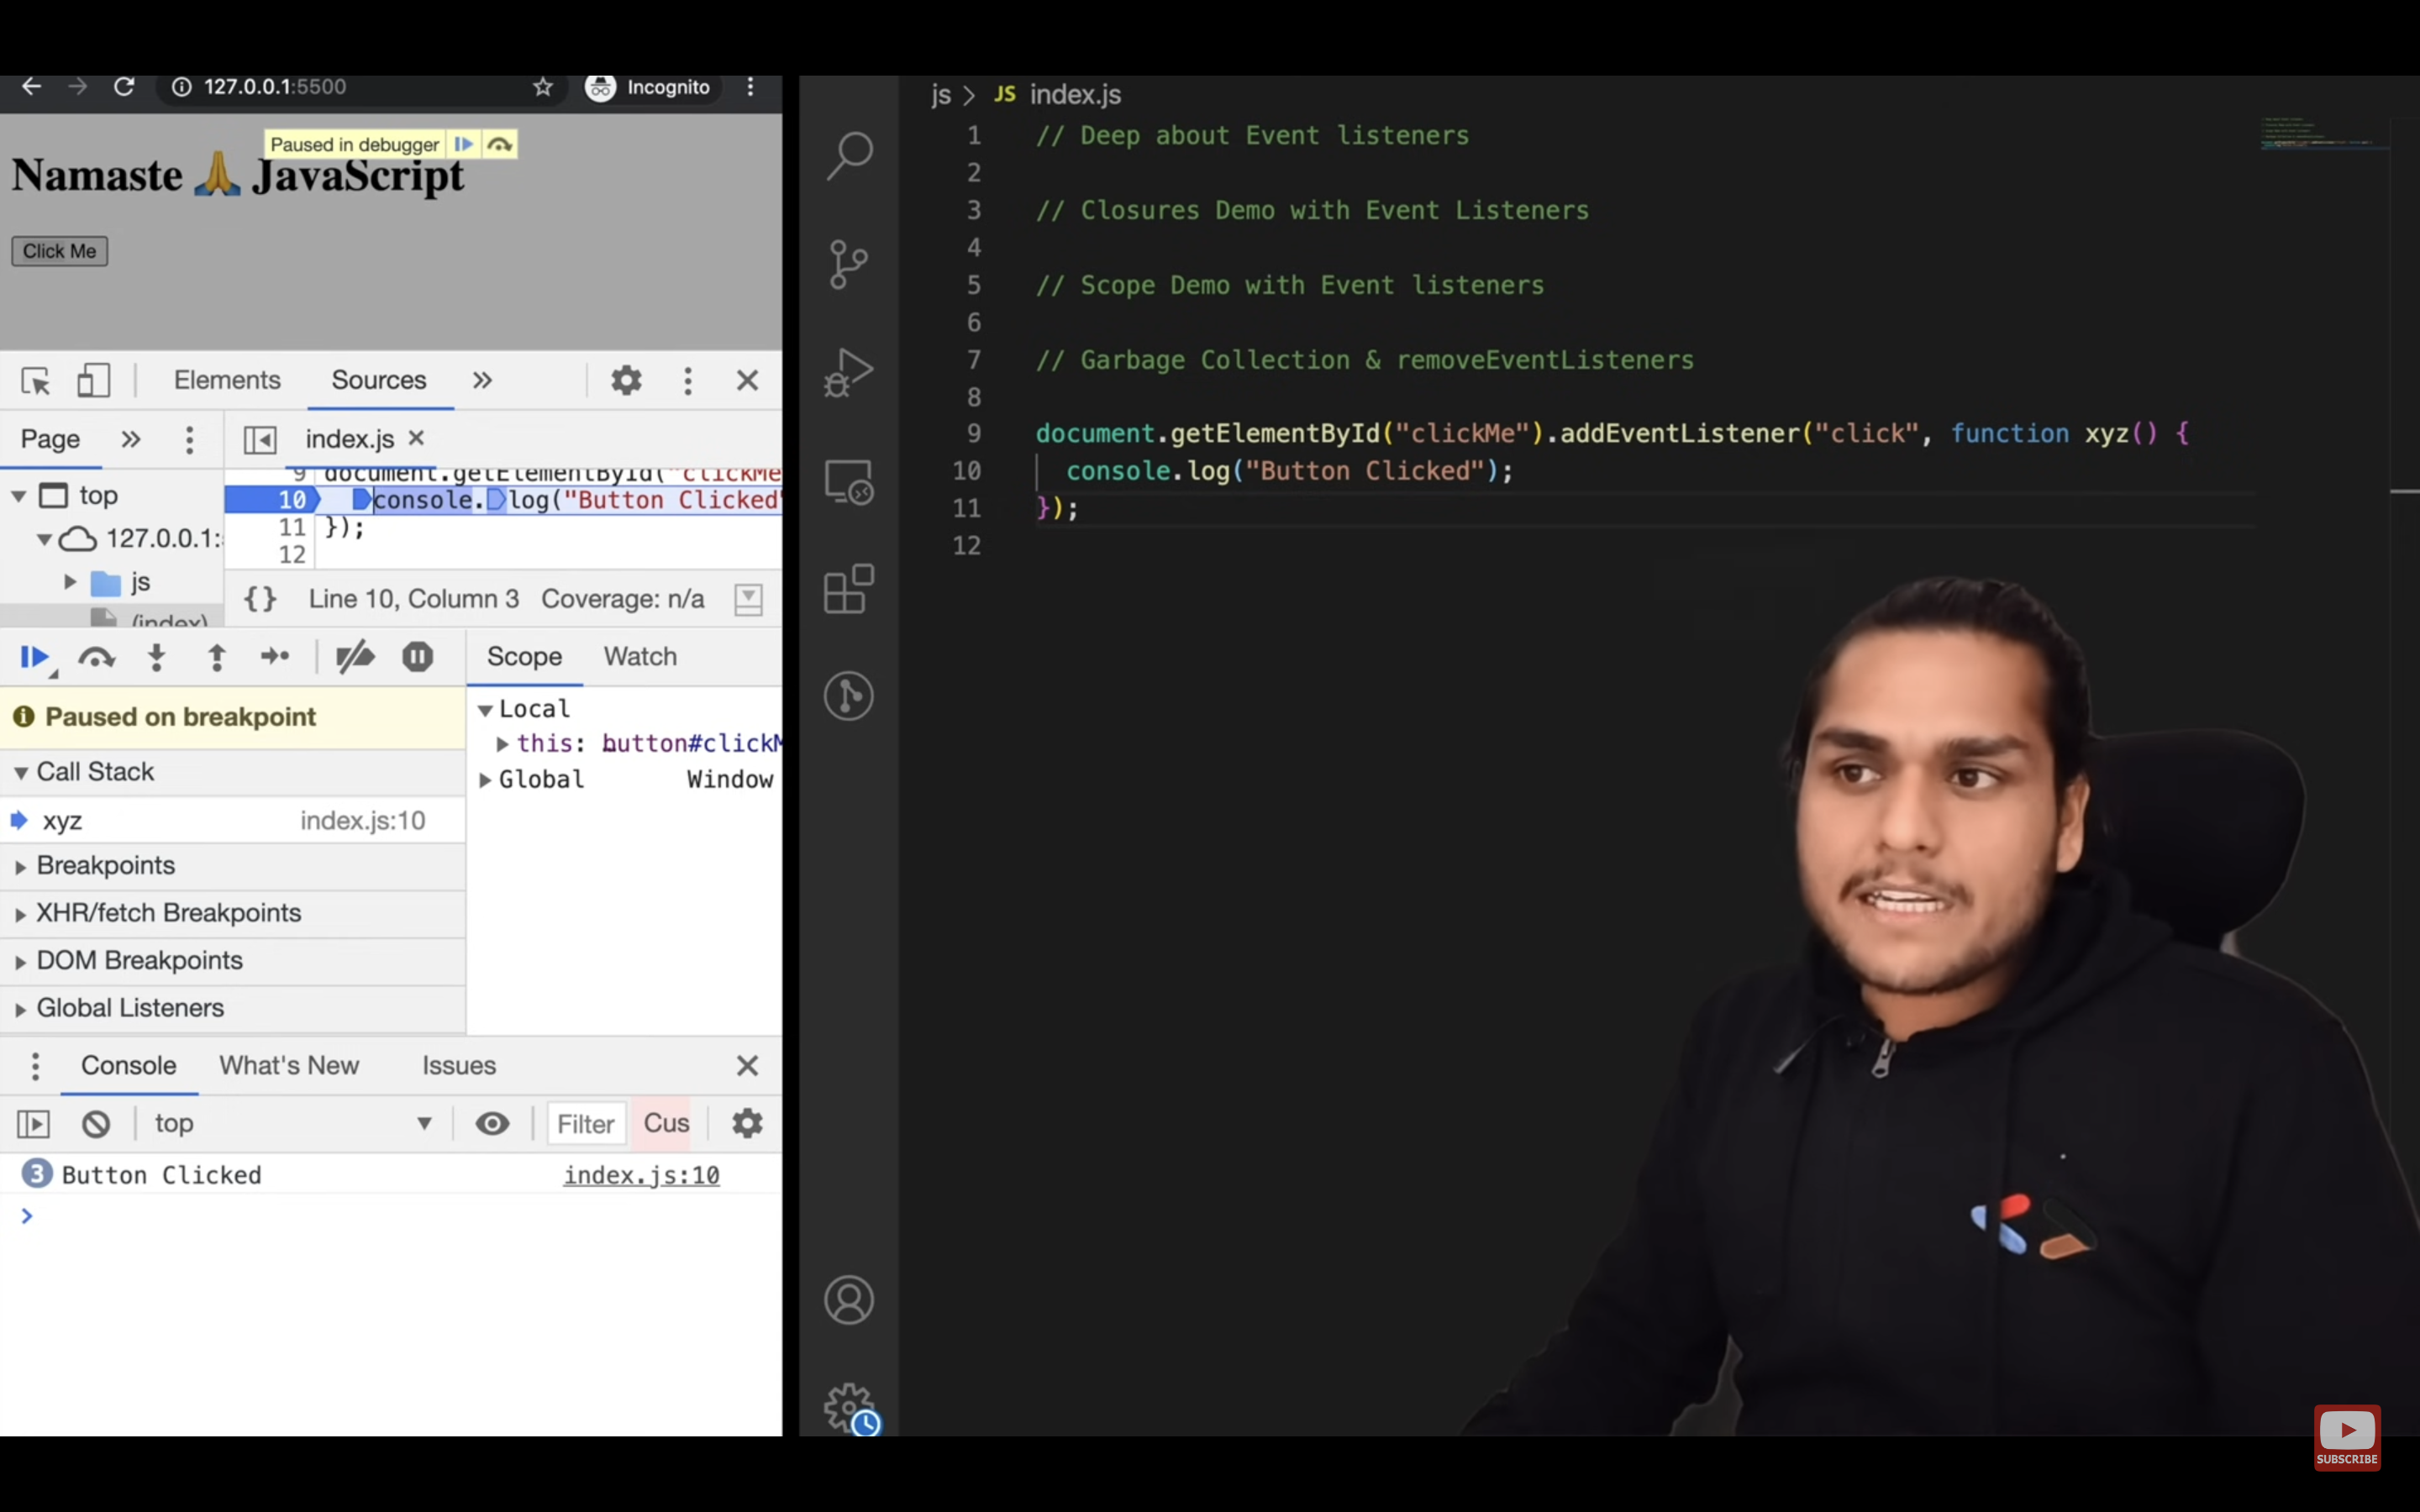 127.0.0.1:5500
Incognito
Paused in debugger
Namaste 🙏 JavaScript
Click Me
Elements
Sources
Page
index.js
top
127.0.0.1:
js
(index)
9 document.getElementById("clickMe
10 console.log("Button Clicked"
11 });
12
{} Line 10, Column 3 Coverage: n/a
Scope
Watch
Paused on breakpoint
Call Stack
xyz index.js:10
Breakpoints
XHR/fetch Breakpoints
DOM Breakpoints
Global Listeners
Local
this: button#clickM
Global Window
Console
What's New
Issues
top
Filter
Cus
3 Button Clicked index.js:10
js > JS index.js
1 // Deep about Event listeners
2
3 // Closures Demo with Event Listeners
4
5 // Scope Demo with Event listeners
6
7 // Garbage Collection & removeEventListeners
8
9 document.getElementById("clickMe").addEventListener("click", function xyz() {
10 console.log("Button Clicked");
11 });
12
SUBSCRIBE